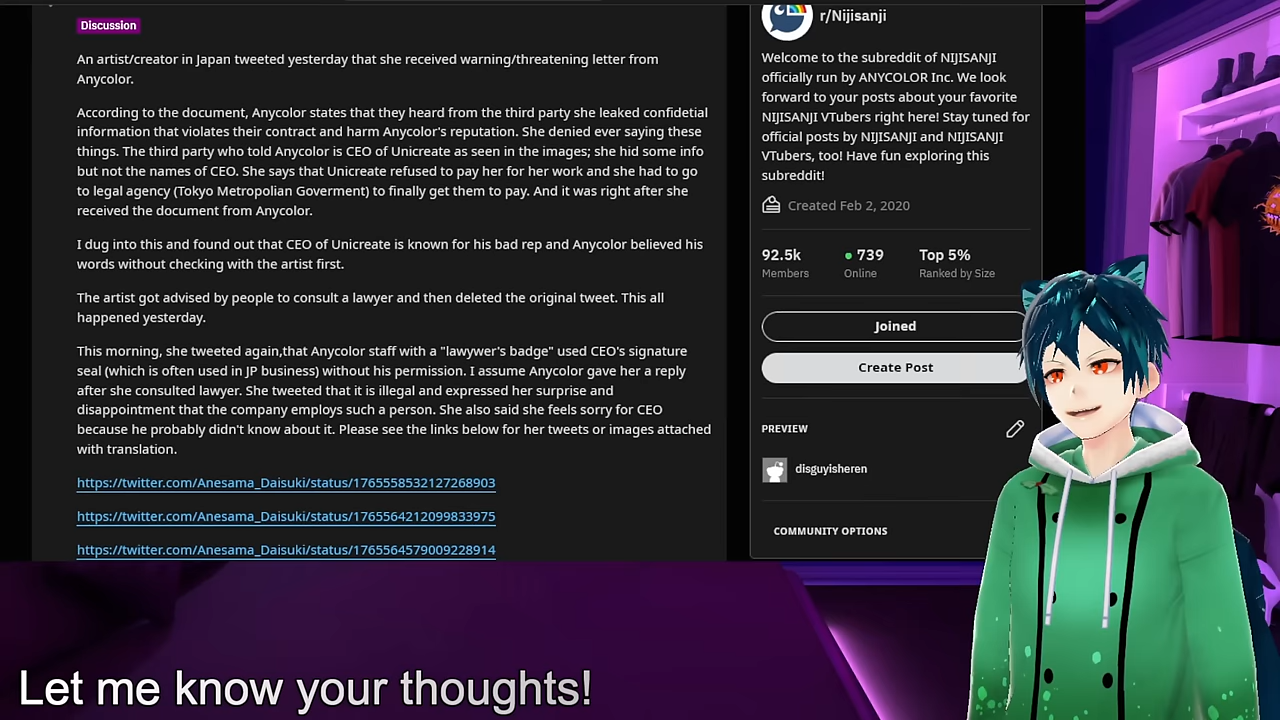 Discussion
An artist/creator in Japan tweeted yesterday that she received warning/threatening letter from
Anycolor.
According to the document, Anycolor states that they heard from the third party she leaked confidetial
information that violates their contract and harm Anycolor's reputation. She denied ever saying these
things. The third party who told Anycolor is CEO of Unicreate as seen in the images; she hid some info
but not the names of CEO. She says that Unicreate refused to pay her for her work and she had to go
to legal agency (Tokyo Metropolian Goverment) to finally get them to pay. And it was right after she
received the document from Anycolor.
I dug into this and found out that CEO of Unicreate is known for his bad rep and Anycolor believed his
words without checking with the artist first.
The artist got advised by people to consult a lawyer and then deleted the original tweet. This all
happened yesterday.
This morning, she tweeted again,that Anycolor staff with a "lawywer's badge" used CEO's signature
seal (which is often used in JP business) without his permission. I assume Anycolor gave her a reply
after she consulted lawyer. She tweeted that it is illegal and expressed her surprise and
disappointment that the company employs such a person. She also said she feels sorry for CEO
because he probably didn't know about it. Please see the links below for her tweets or images attached
with translation.
https://twitter.com/Anesama_Daisuki/status/1765558532127268903
https://twitter.com/Anesama_Daisuki/status/1765564212099833975
https://twitter.com/Anesama_Daisuki/status/1765564579009228914
r/Nijisanji
Welcome to the subreddit of NIJISANJI
officially run by ANYCOLOR Inc. We look
forward to your posts about your favorite
NIJISANJI VTubers right here! Stay tuned for
official posts by NIJISANJI and NIJISANJI
VTubers, too! Have fun exploring this
subreddit!
Created Feb 2, 2020
92.5k 739 Top 5%
Members Online Ranked by Size
Joined
Create Post
PREVIEW
disguyisheren
COMMUNITY OPTIONS
Let me know your thoughts!